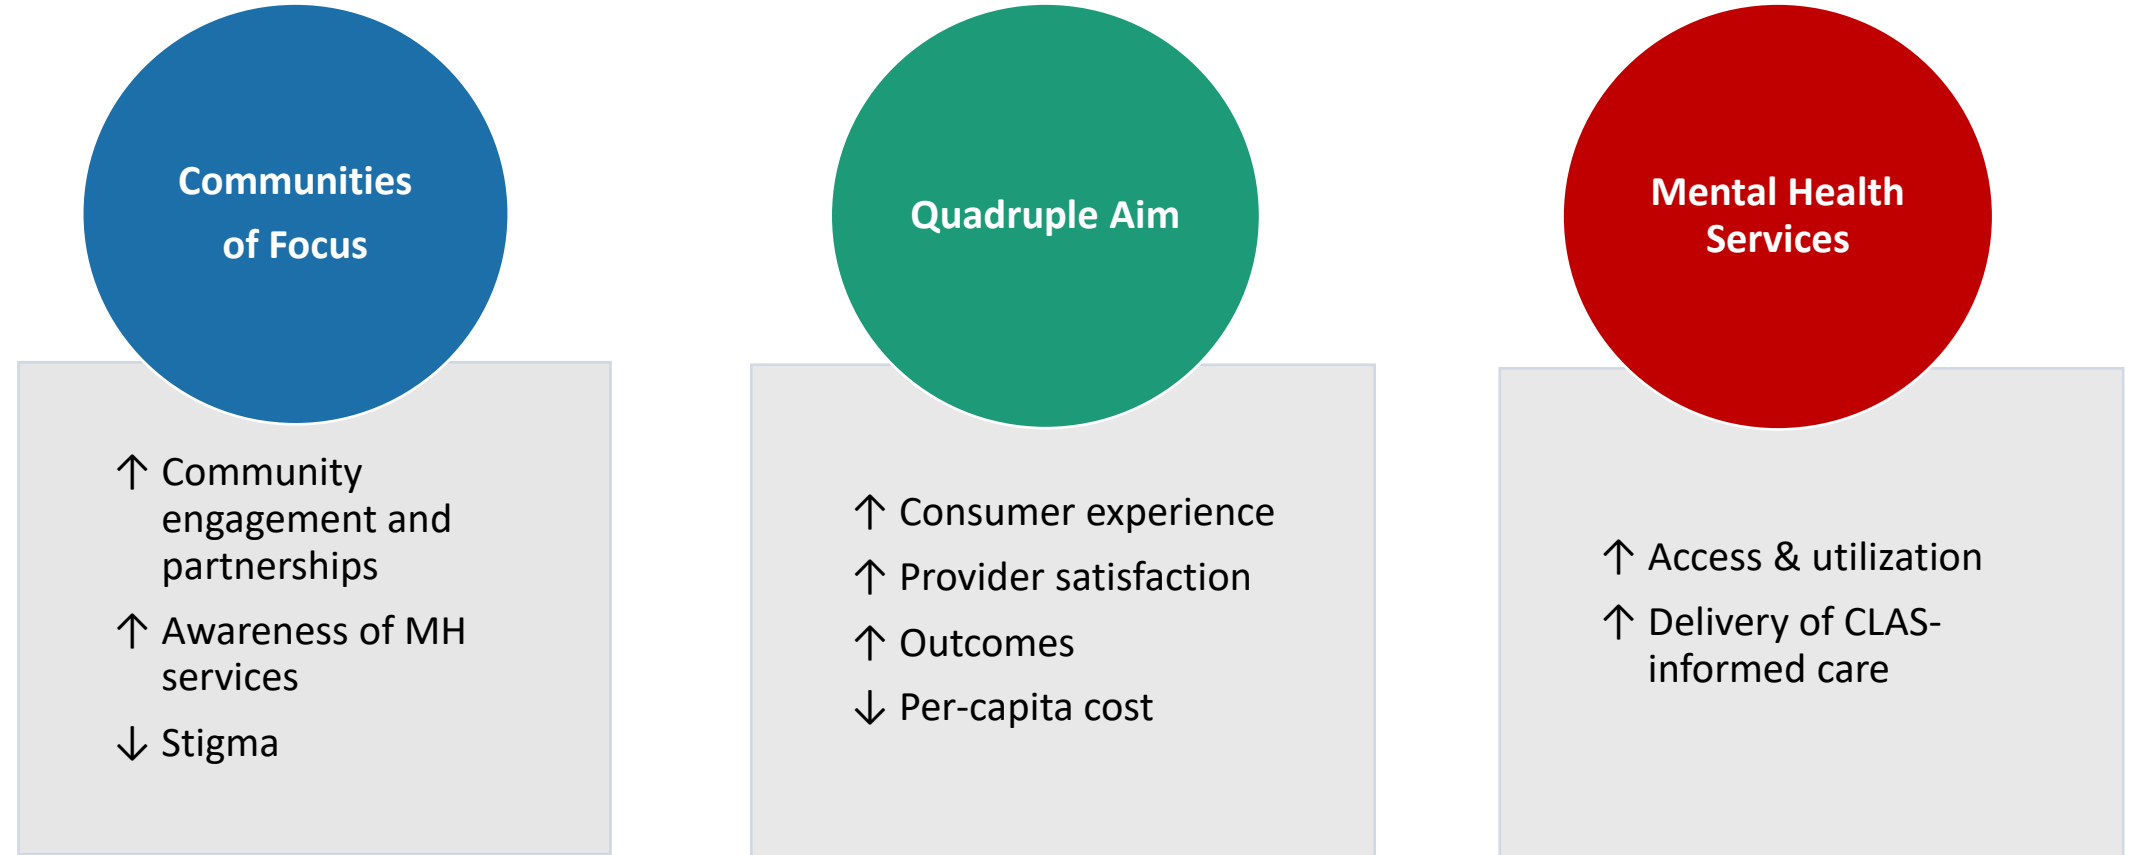 Communities
of Focus
↑ Community
engagement and
partnerships
↑ Awareness of MH
services
↓ Stigma
Quadruple Aim
↑ Consumer experience
↑ Provider satisfaction
↑ Outcomes
↓ Per-capita cost
Mental Health
Services
↑ Access & utilization
↑ Delivery of CLAS-
informed care